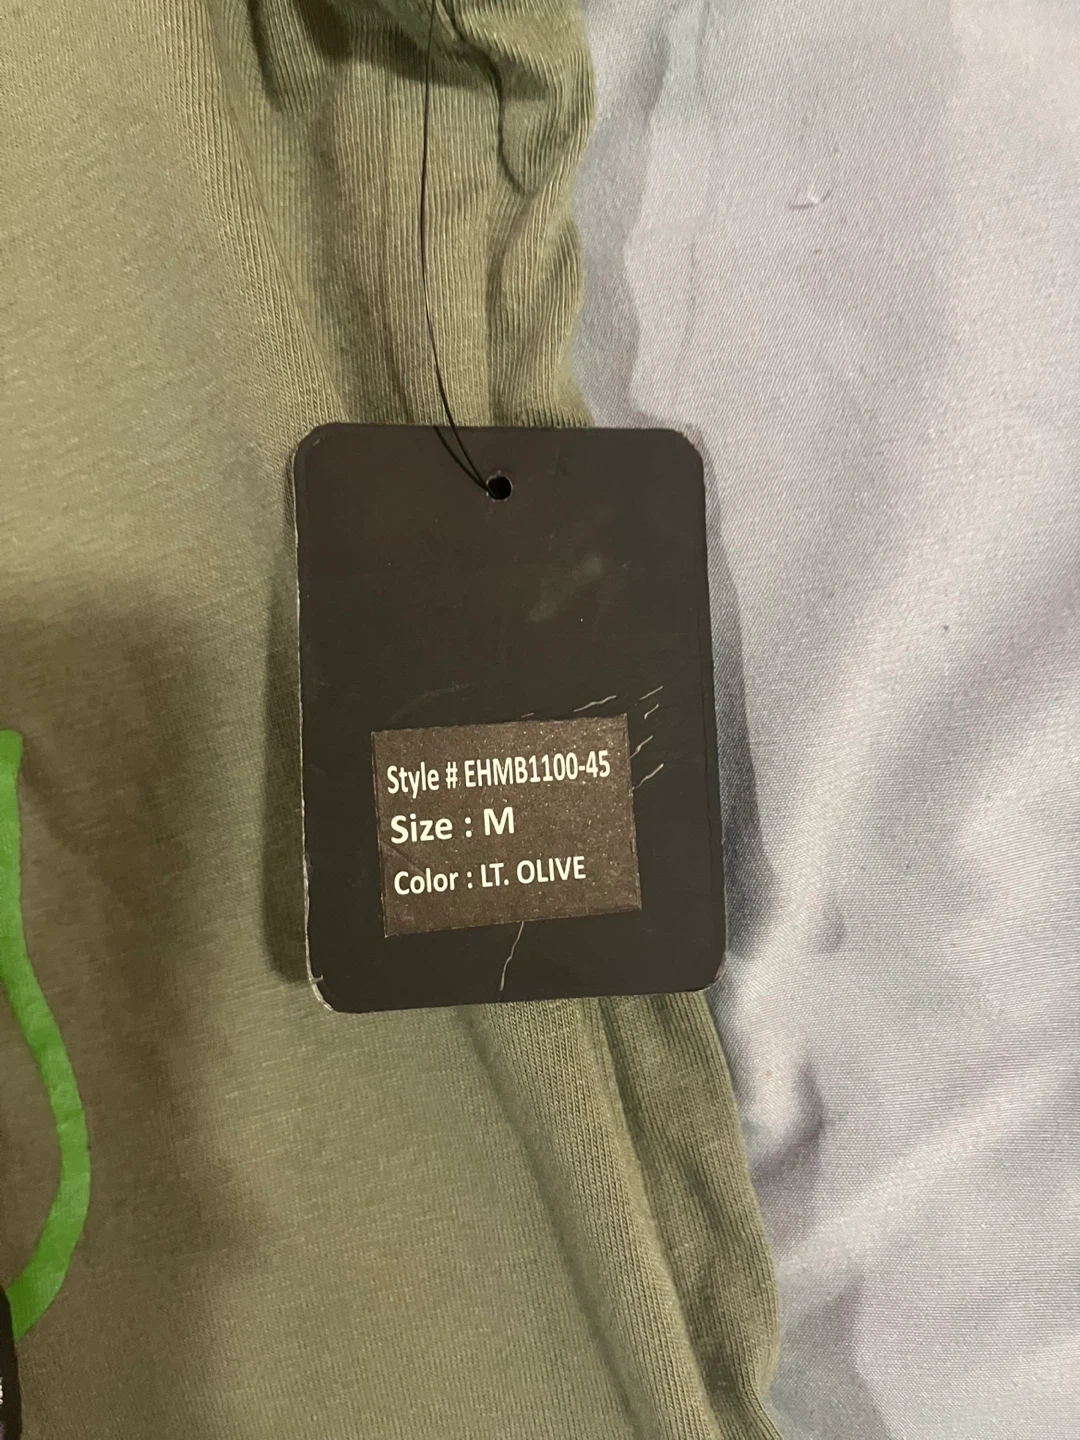 Style # EHMB1100-45
Size : M
Color : LT. OLIVE